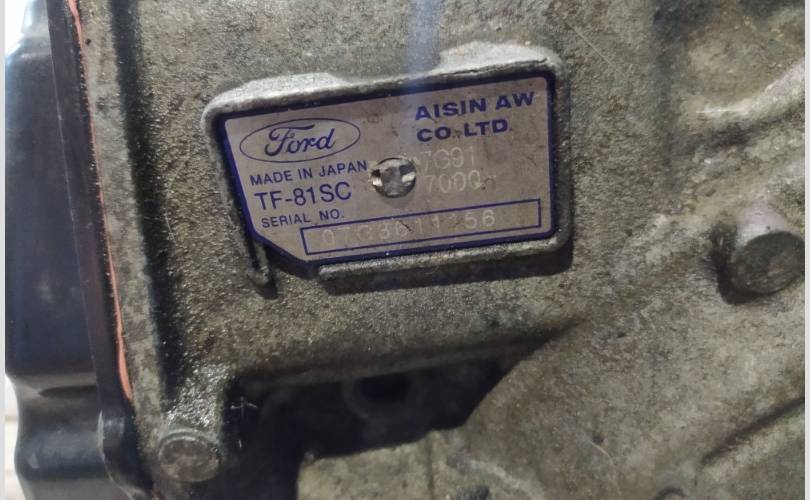 Ford
AISIN AW
CO.,LTD.
MADE IN JAPAN
TF-81SC
SERIAL NO.